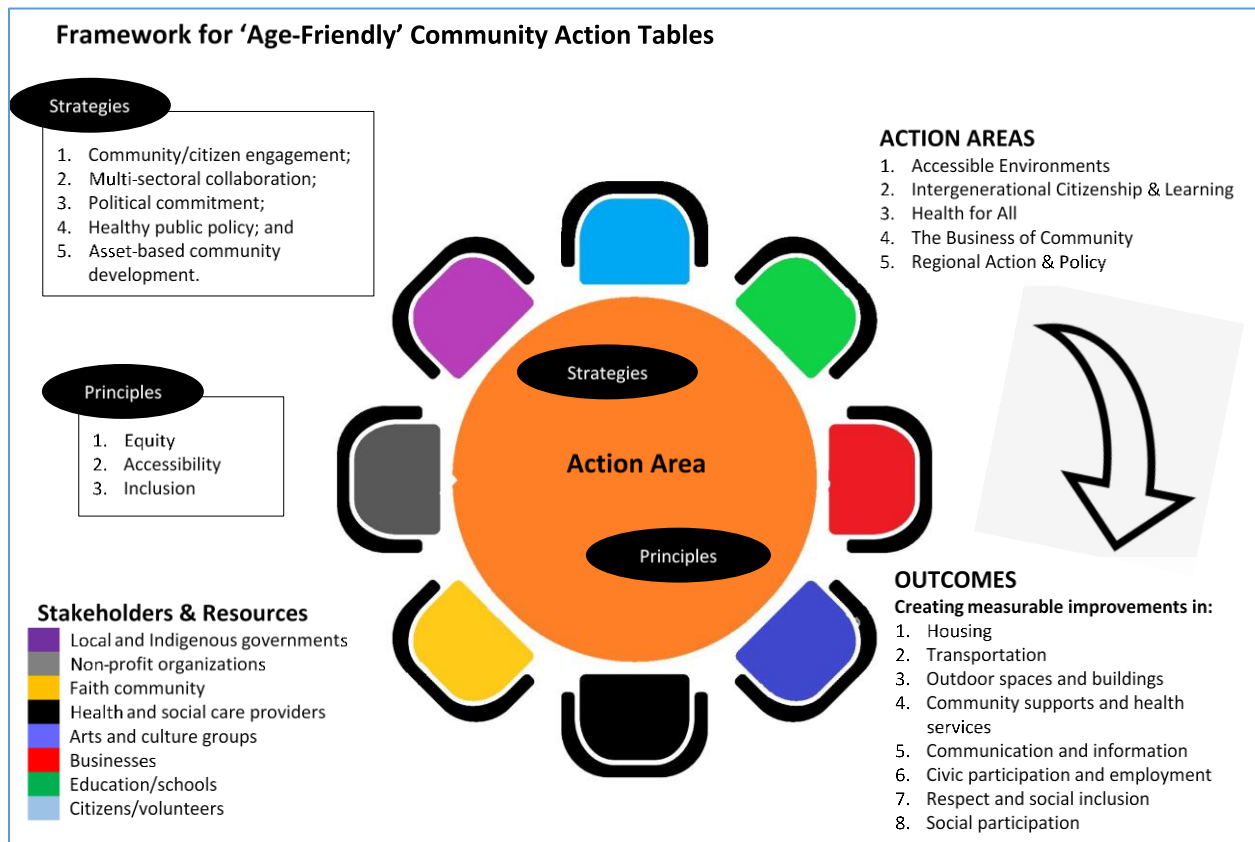 Framework for ‘Age-Friendly’ Community Action Tables
Strategies
1. Community/citizen engagement;
2. Multi-sectoral collaboration;
3. Political commitment;
4. Healthy public policy; and
5. Asset-based community
development.
Principles
1. Equity
2. Accessibility
3. Inclusion
Stakeholders & Resources
Local and Indigenous governments
Non-profit organizations
Faith community
Health and social care providers
Arts and culture groups
Businesses
Education/schools
Citizens/volunteers
Strategies
Action Area
Principles
ACTION AREAS
1. Accessible Environments
2. Intergenerational Citizenship & Learning
3. Health for All
4. The Business of Community
5. Regional Action & Policy
OUTCOMES
Creating measurable improvements in:
1. Housing
2. Transportation
3. Outdoor spaces and buildings
4. Community supports and health
services
5. Communication and information
6. Civic participation and employment
7. Respect and social inclusion
8. Social participation